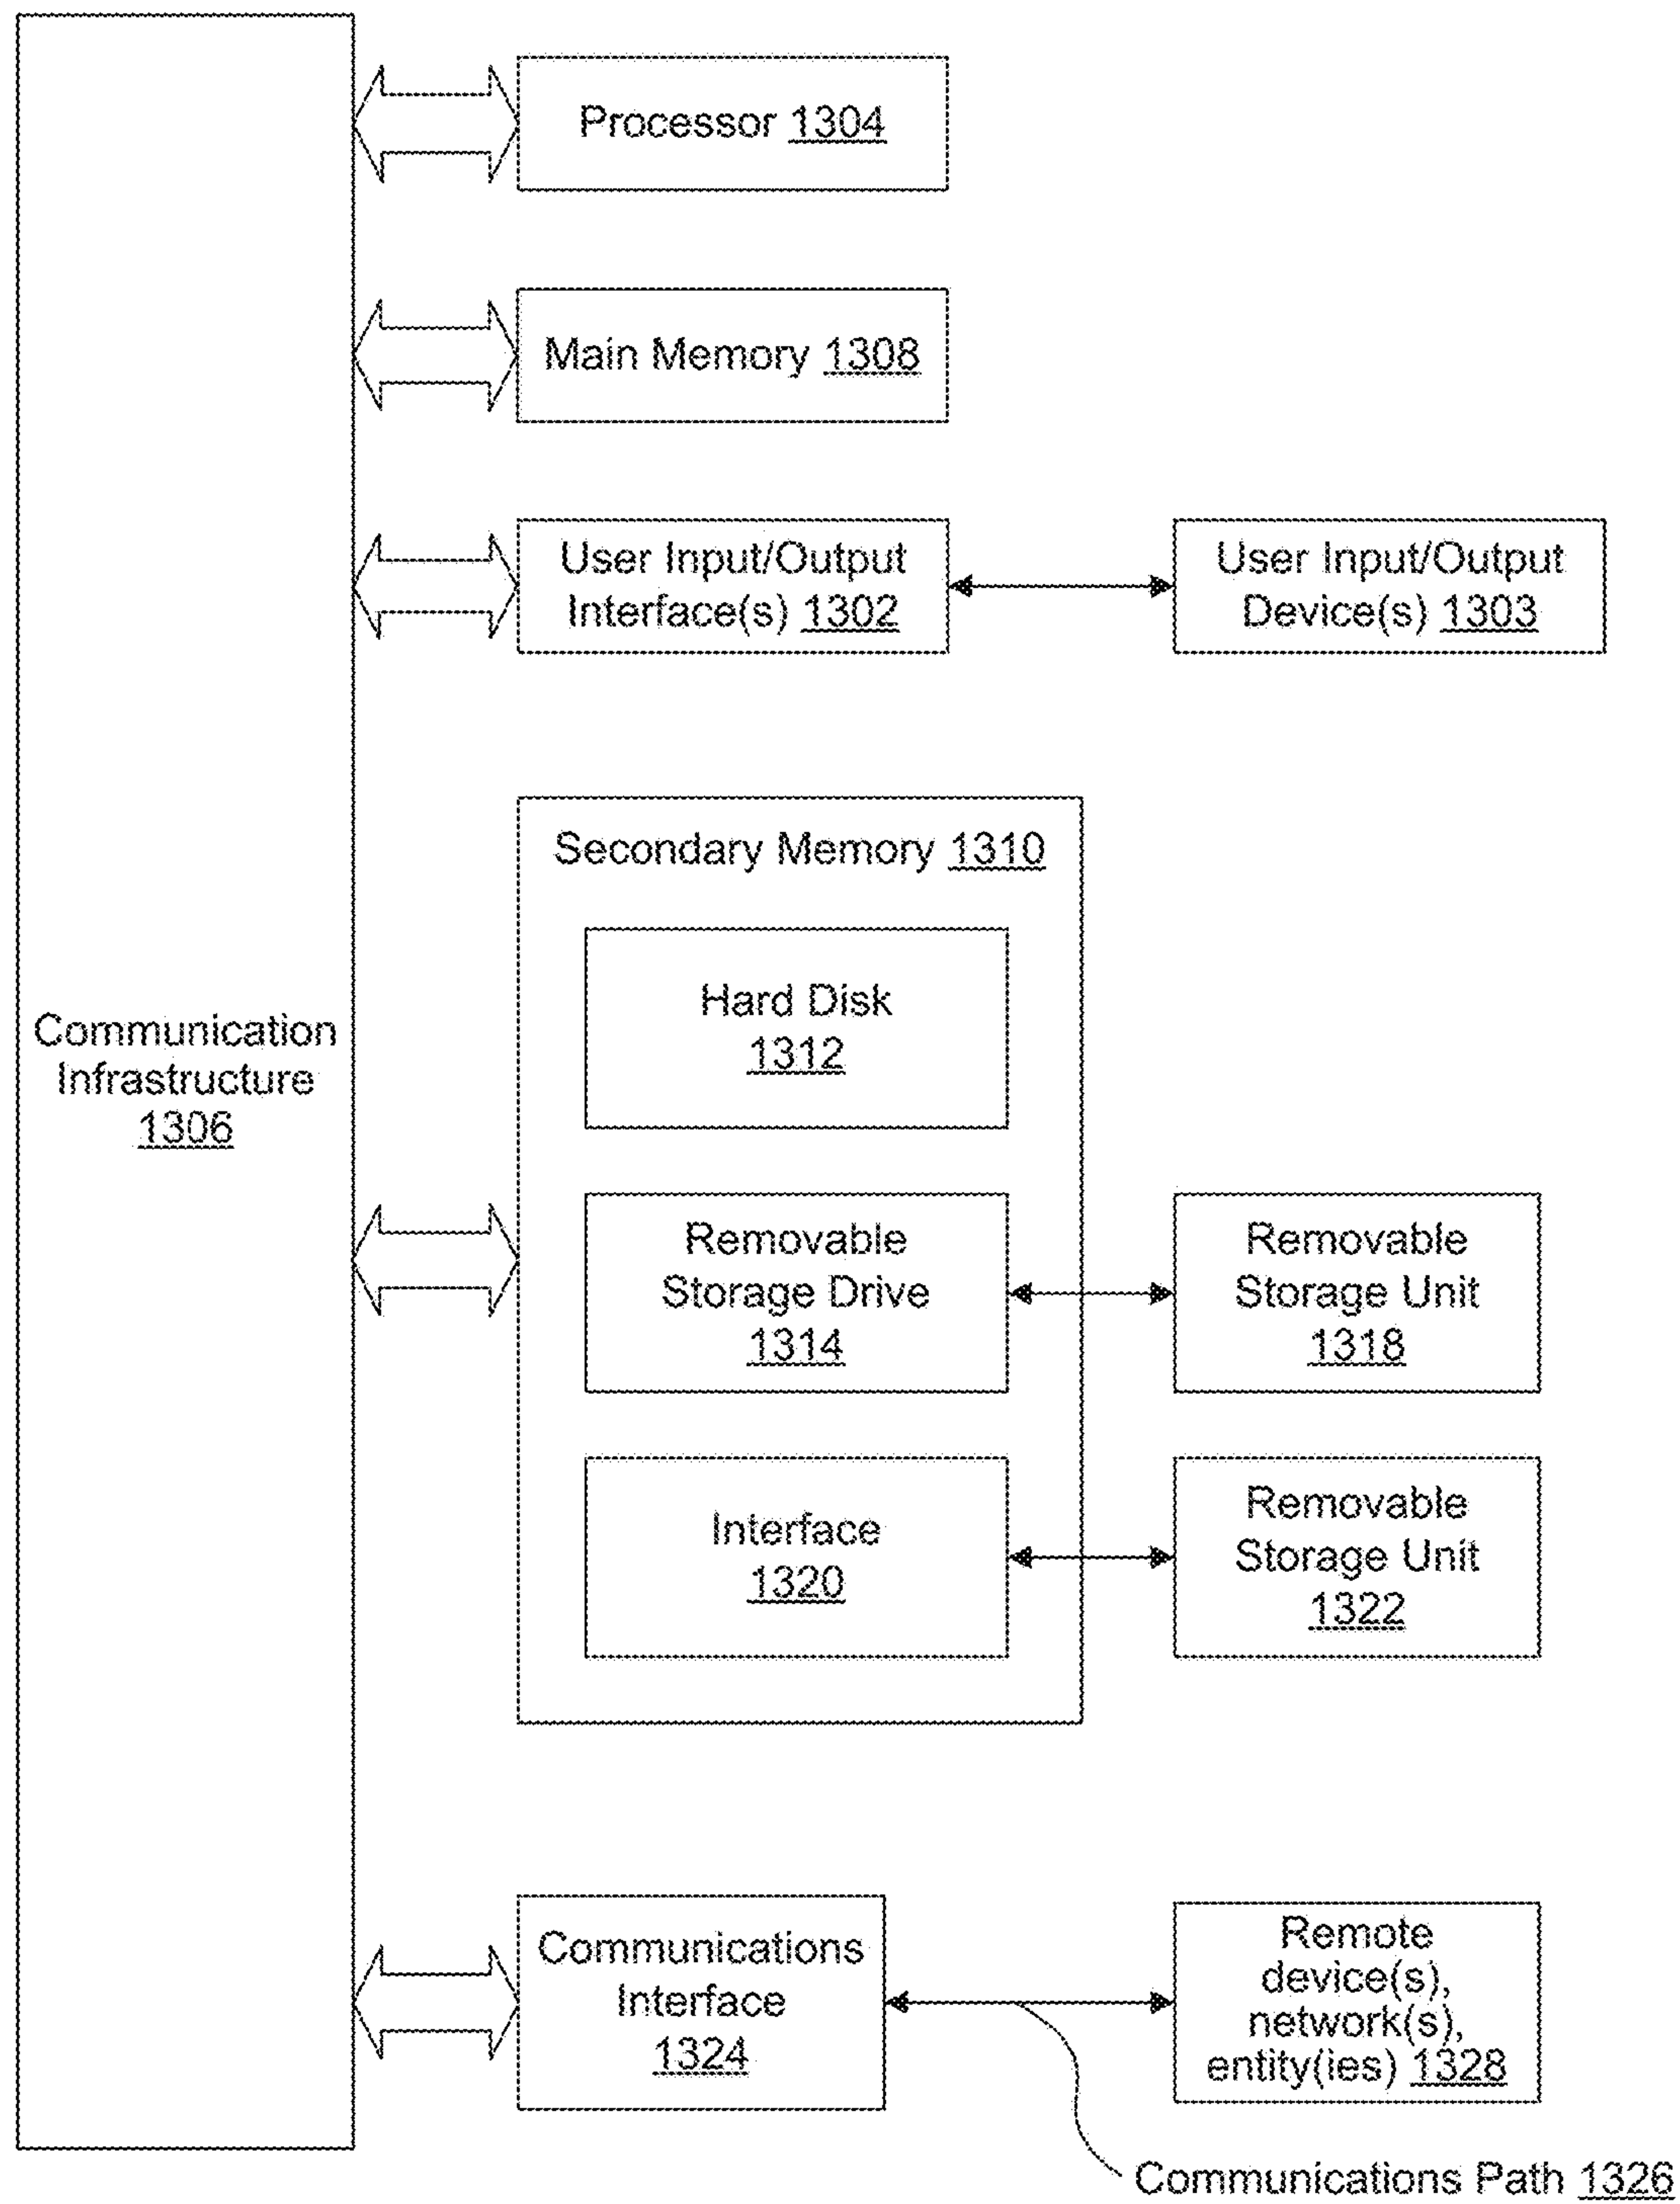 Processor 1304
Main Memory 1308
User Input/Output
Interface(s) 1302
User Input/Output
Device(s) 1303
Secondary Memory 1310
Hard Disk
1312
Communication
Infrastructure
1306
Removable
Storage Drive
1314
Removable
Storage Unit
1318
Interface
1320
Removable
Storage Unit
1322
Communications
Interface
1324
Remote
device(s),
network(s),
entity(ies) 1328
Communications Path 1326